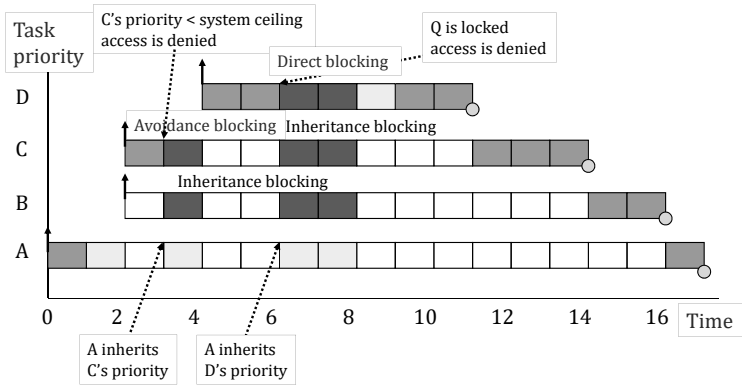 Task
priority
C's priority < system ceiling
access is denied
Q is locked
access is denied
Direct blocking
D
Avoidance blocking
Inheritance blocking
C
Inheritance blocking
B
A
0 2 4 6 8 10 12 14 16
Time
A inherits
C's priority
A inherits
D's priority